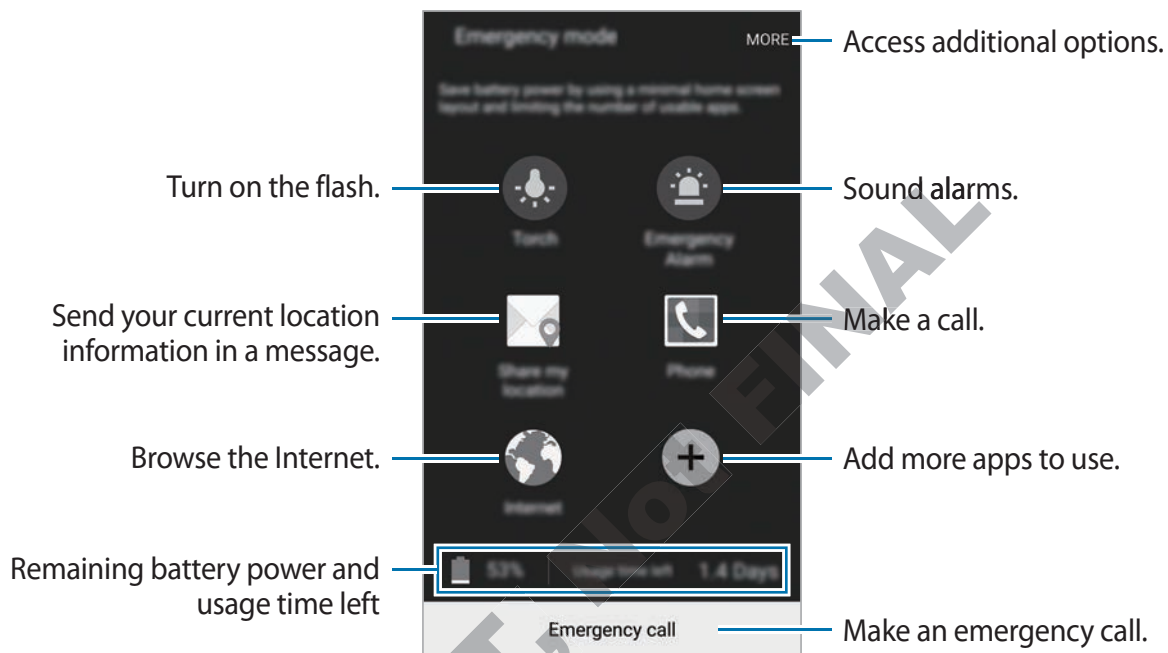 Emergency mode
MORE
Access additional options.
Save battery power by using a minimal home screen
layout and limiting the number of usable apps.
Turn on the flash.
Sound alarms.
Torch
Emergency
Alarm
Send your current location
information in a message.
Make a call.
Share my
location
Phone
Browse the Internet.
Add more apps to use.
Internet
Remaining battery power and
usage time left
53%
Usage time left
1.4 Days
Emergency call
Make an emergency call.
T, Not FINAL